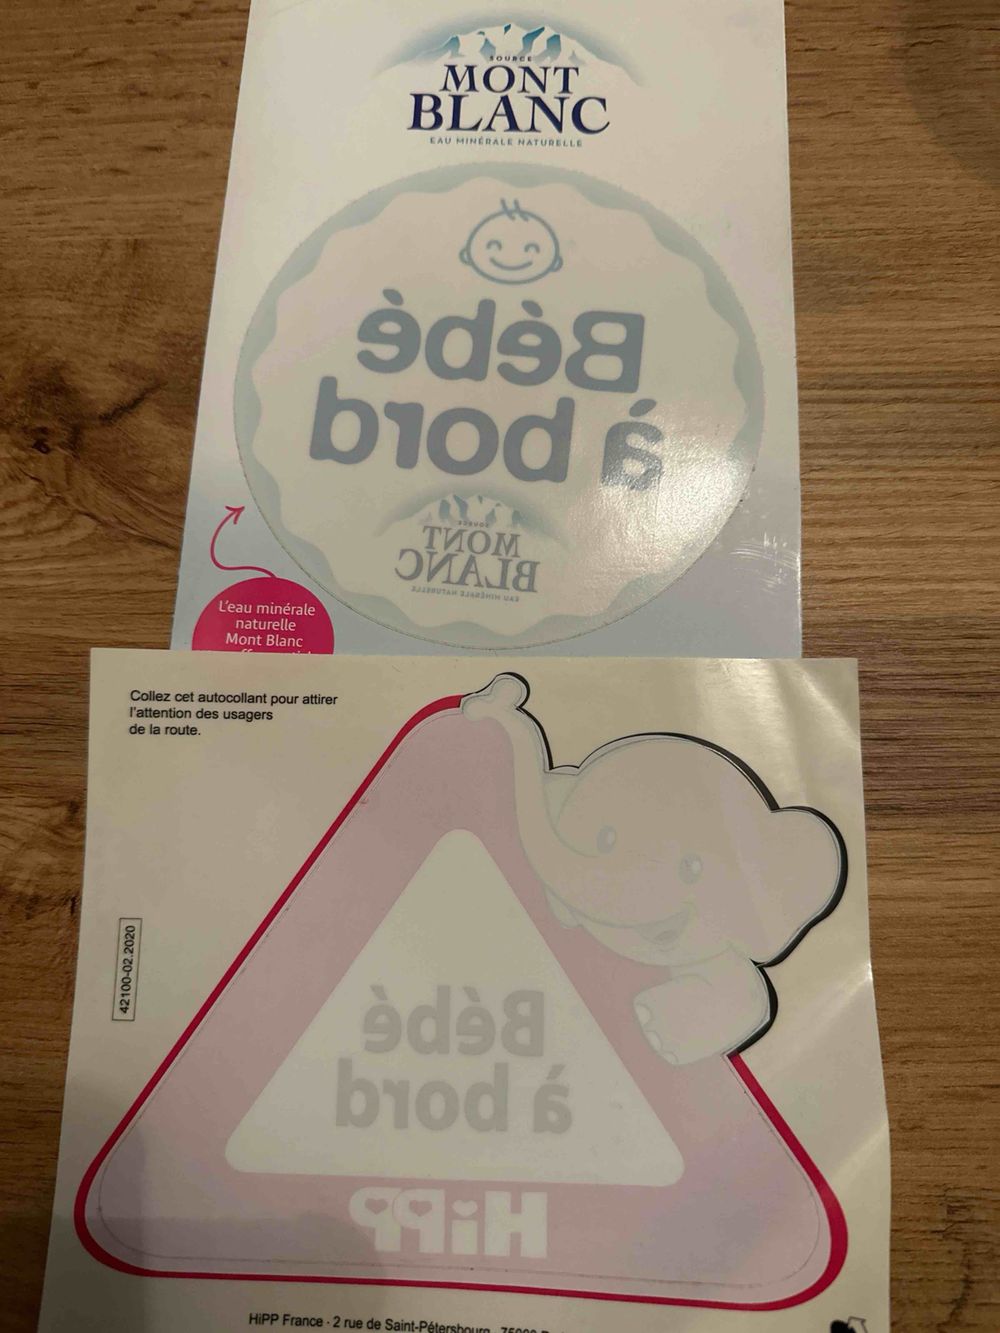 SOURCE
MONT
BLANC
EAU MINÉRALE NATURELLE
Bébé
à bord
SOURCE
MONT
BLANC
EAU MINÉRALE NATURELLE
L'eau minérale
naturelle
Mont Blanc
Collez cet autocollant pour attirer
l'attention des usagers
de la route.
42100-02.2020
Bébé
à bord
HiPP
HiPP France · 2 rue de Saint-Pétersbourg